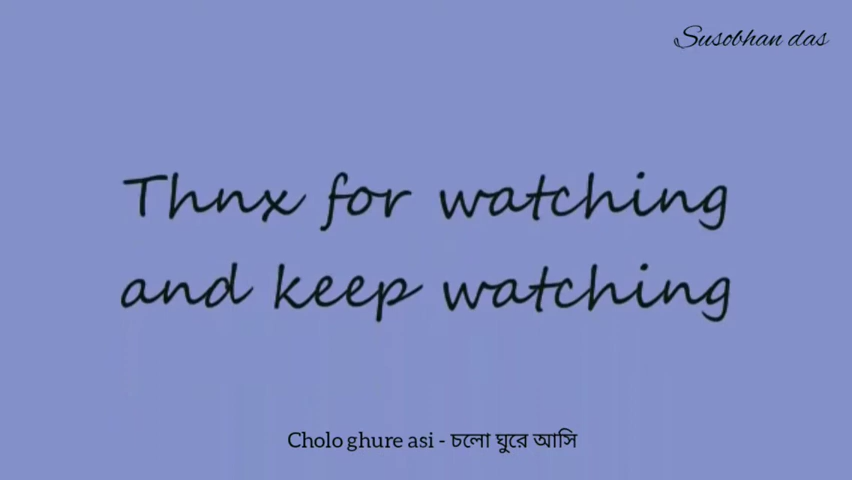 Susobhan das
Thnx for watching
and keep watching
Cholo ghure asi - চলো ঘুরে আসি